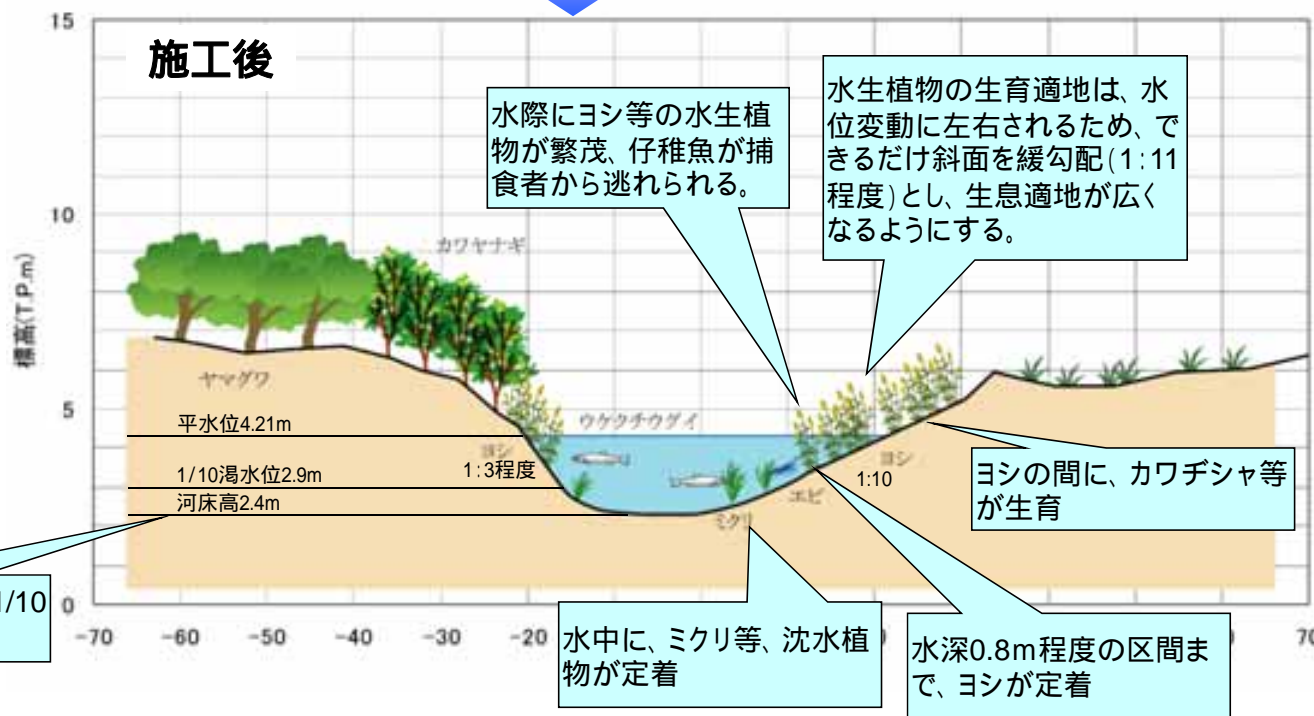 15
施工後
水際にヨシ等の水生植
物が繁茂、仔稚魚が捕
食者から逃れられる。
水生植物の生育適地は、水
位変動に左右されるため、で
きるだけ斜面を緩勾配(1:11
程度)とし、生息適地が広く
なるようにする。
10
標高(T.P.m)
カワヤナギ
ヤマグワ
5
平水位4.21m
ウケクチウグイ
ヨシ
1:3程度
1/10渇水位2.9m
河床高2.4m
ヨシ
1:10
エビ
ミクリ
ヨシの間に、カワヂシャ等
が生育
1/10
0
水中に、ミクリ等、沈水植
物が定着
水深0.8m程度の区間ま
で、ヨシが定着
-70 -60 -50 -40 -30 -20 70